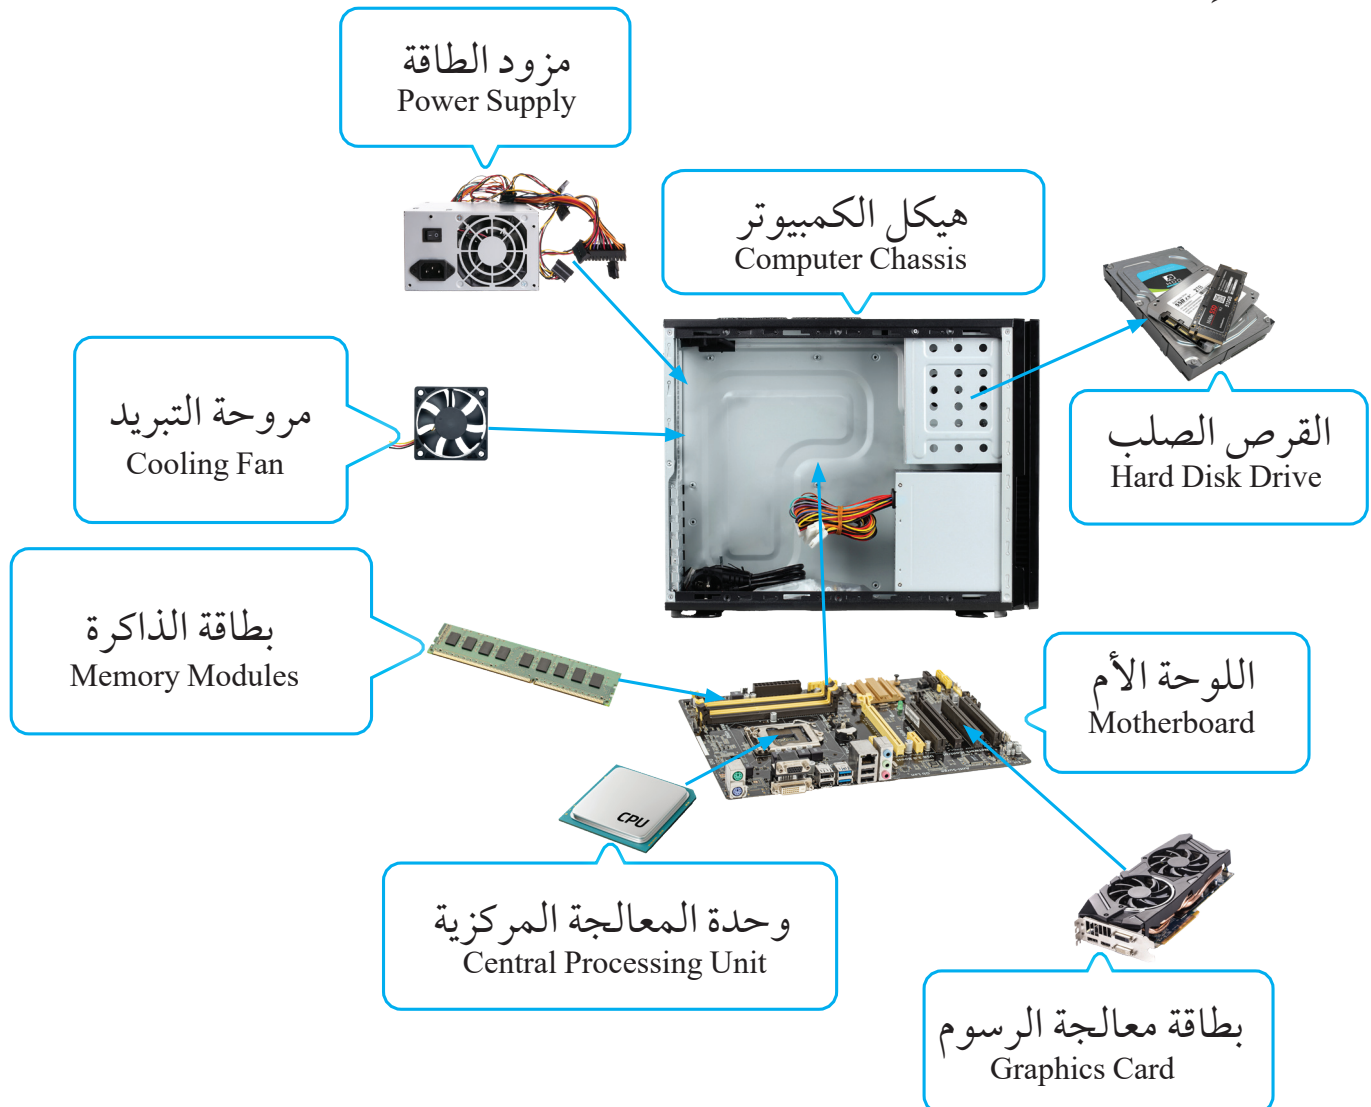 مزود الطاقة
Power Supply
هيكل الكمبيوتر
Computer Chassis
القرص الصلب
Hard Disk Drive
مروحة التبريد
Cooling Fan
بطاقة الذاكرة
Memory Modules
اللوحة الأم
Motherboard
CPU
وحدة المعالجة المركزية
Central Processing Unit
بطاقة معالجة الرسوم
Graphics Card